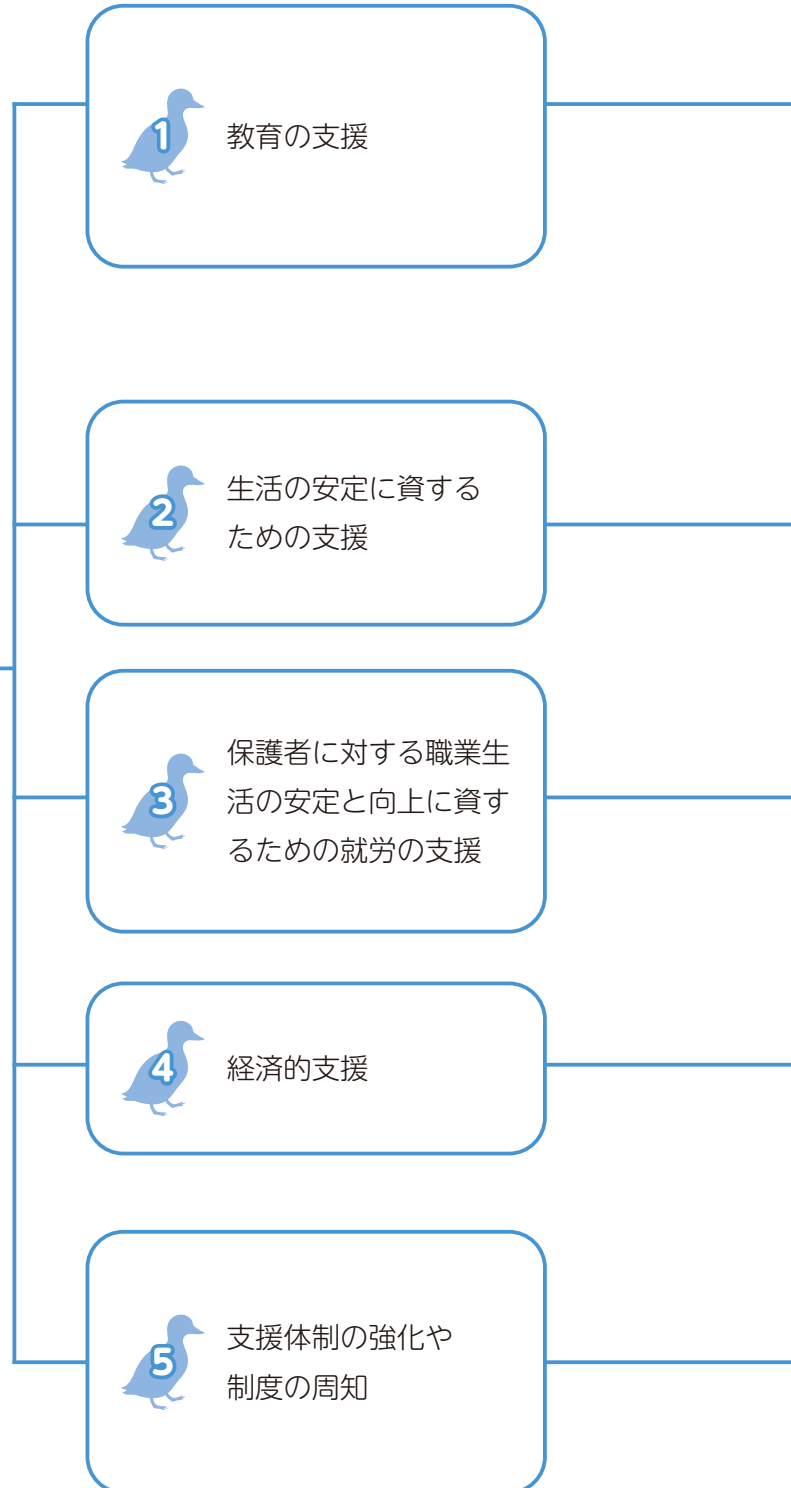 1
教育の支援
2
生活の安定に資する
ための支援
3
保護者に対する職業生
活の安定と向上に資す
るための就労の支援
4
経済的支援
5
支援体制の強化や
制度の周知